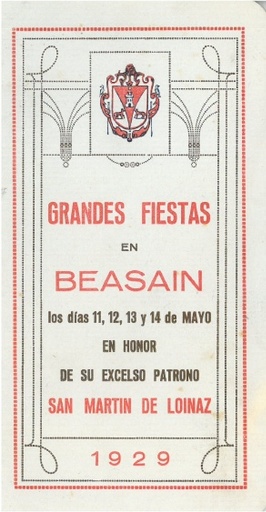 GRANDES FIESTAS
EN
BEASAIN
los días 11, 12, 13 y 14 de MAYO
EN HONOR
DE SU EXCELSO PATRONO
SAN MARTIN DE LOINAZ
1929